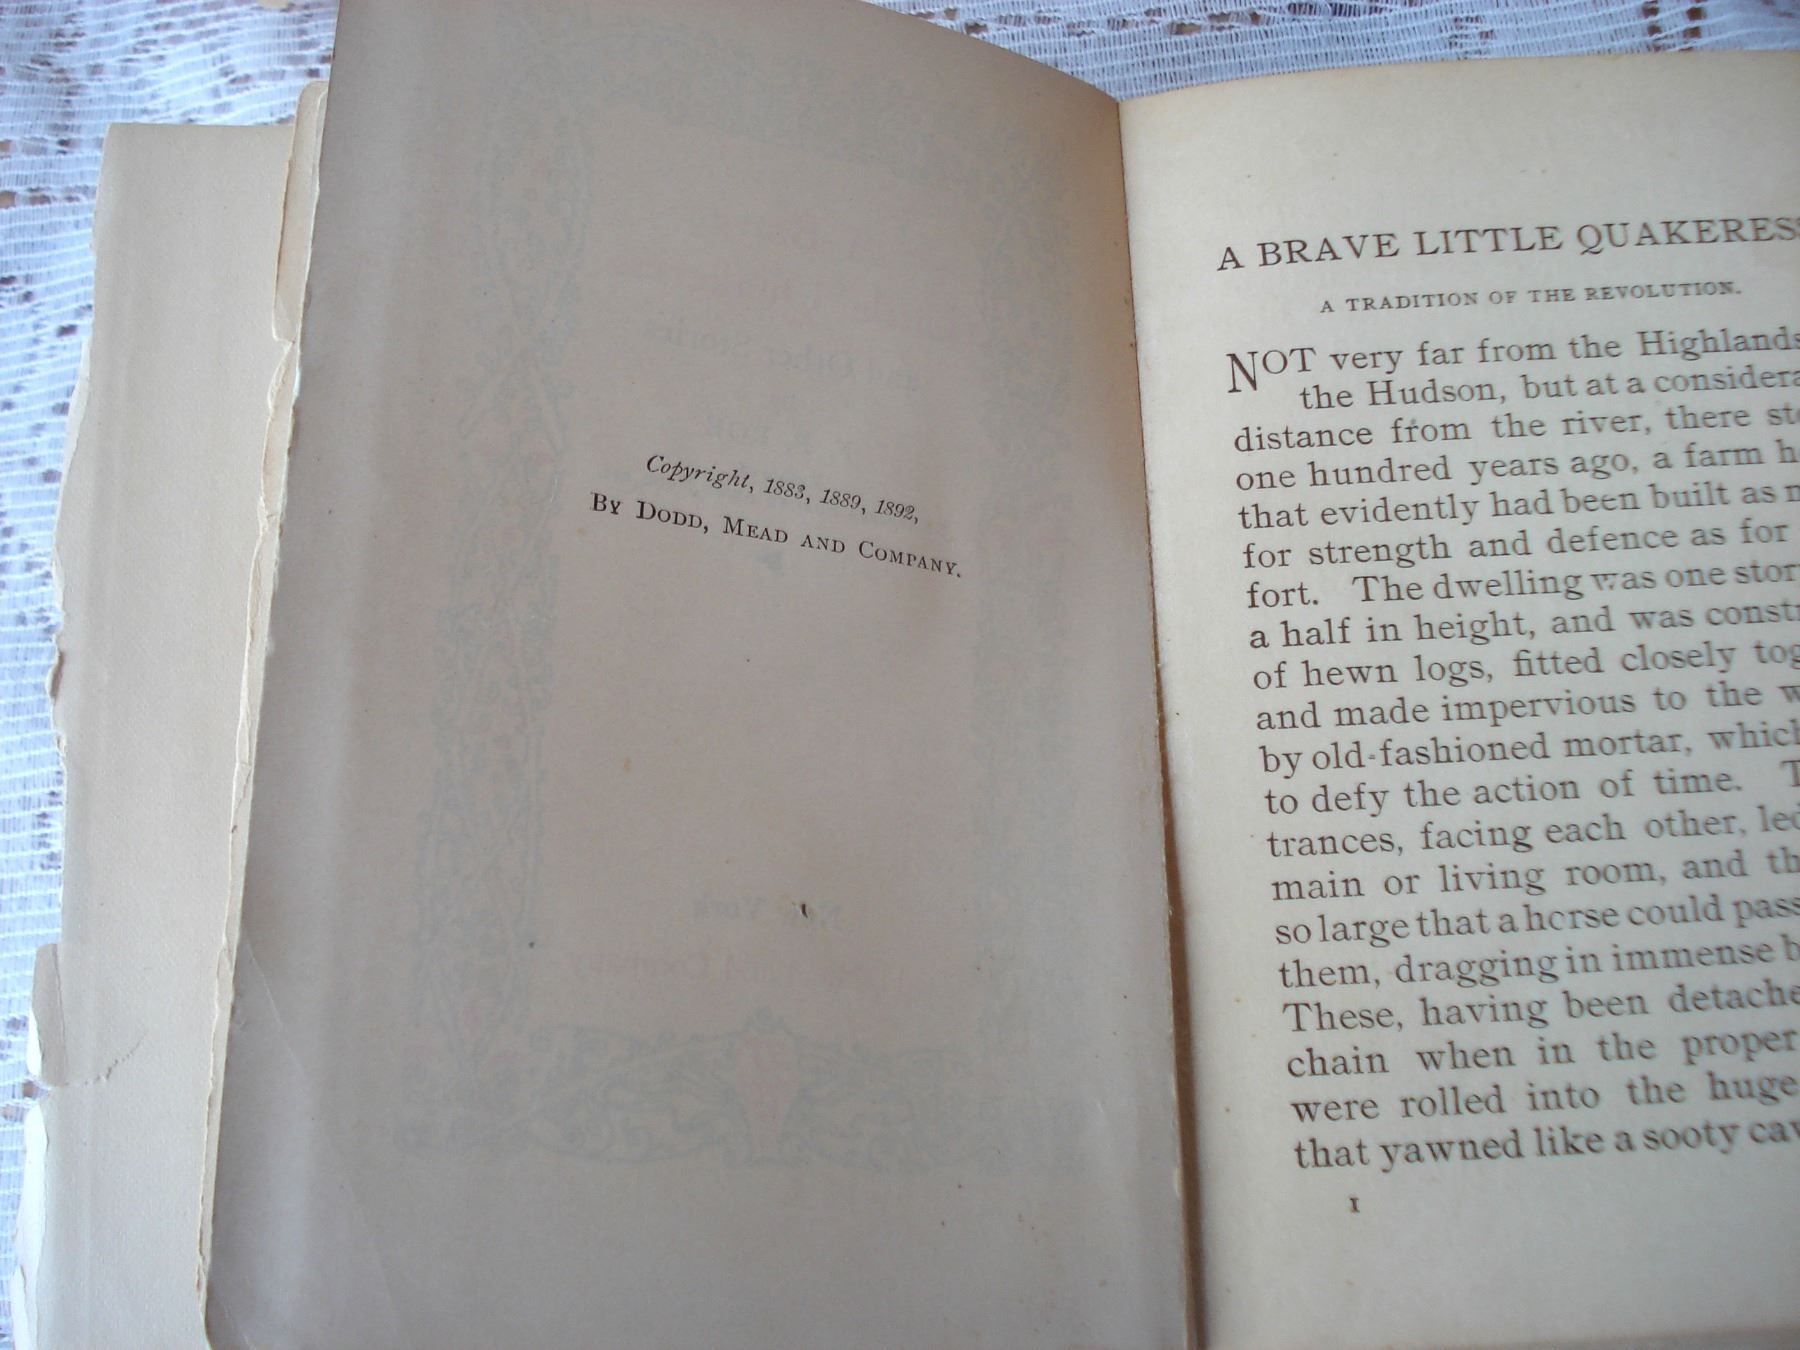 Copyright, 1883, 1889, 1892,
By Dodd, Mead and Company.
A BRAVE LITTLE QUAKERESS
A TRADITION OF THE REVOLUTION.
NOT very far from the Highlands
the Hudson, but at a considera
distance from the river, there sto
one hundred years ago, a farm h
that evidently had been built as m
for strength and defence as for
fort. The dwelling was one stor
a half in height, and was constr
of hewn logs, fitted closely tog
and made impervious to the w
by old-fashioned mortar, which
to defy the action of time. T
trances, facing each other, led
main or living room, and th
so large that a horse could pass
them, dragging in immense b
These, having been detache
chain when in the proper
were rolled into the huge
that yawned like a sooty cav
1